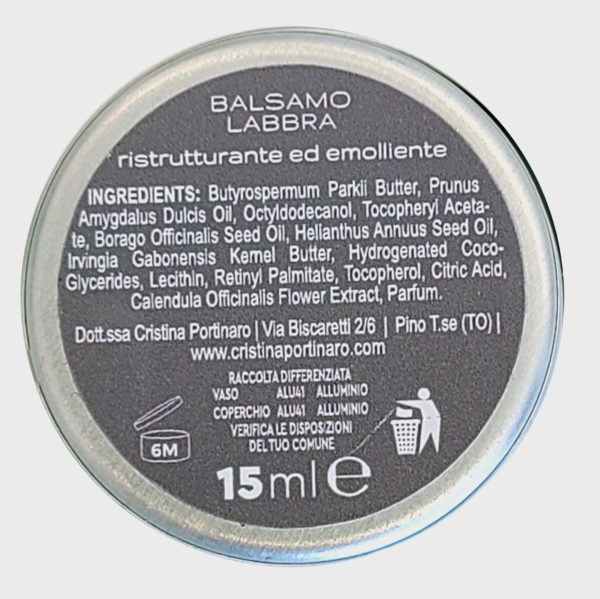 BALSAMO
LABBRA
ristrutturante ed emolliente
INGREDIENTS: Butyrospermum Parkii Butter, Prunus
Amygdalus Dulcis Oil, Octyldodecanol, Tocopheryl Aceta-
te, Borago Officinalis Seed Oil, Helianthus Annuus Seed Oil,
Irvingia Gabonensis Kernel Butter, Hydrogenated Coco-
Glycerides, Lecithin, Retinyl Palmitate, Tocopherol, Citric Acid,
Calendula Officinalis Flower Extract, Parfum.
Dott.ssa Cristina Portinaro | Via Biscaretti 2/6 | Pino T.se (TO) |
www.cristinaportinaro.com
RACCOLTA DIFFERENZIATA
VASO ALU41 ALLUMINIO
COPERCHIO ALU41 ALLUMINIO
VERIFICA LE DISPOSIZIONI
DEL TUO COMUNE
6M
15ml e